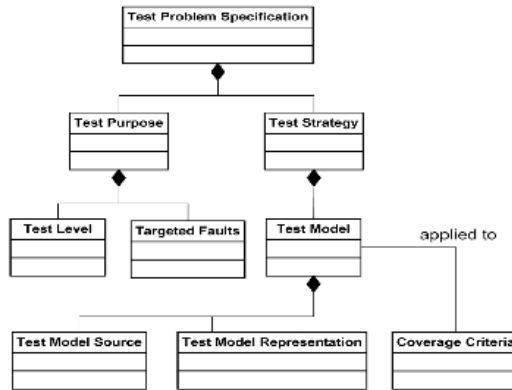 Test Problem Specification
Test Purpose
Test Strategy
Test Level
Targeted Faults
Test Model
applied to
Test Model Source
Test Model Representation
Coverage Criteria